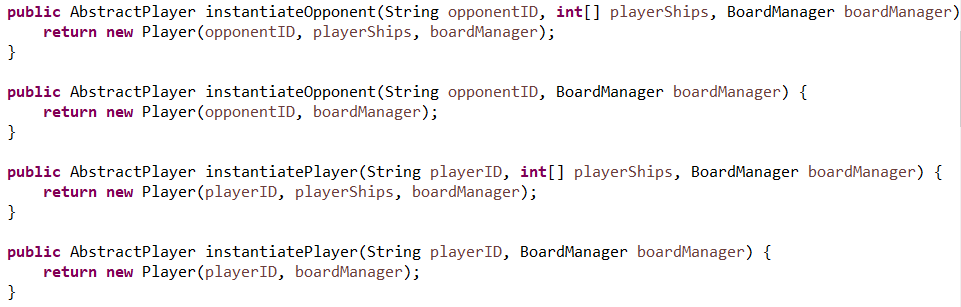 public AbstractPlayer instantiateOpponent(String opponentID, int[] playerShips, BoardManager boardManager)
return new Player(opponentID, playerShips, boardManager);
}
public AbstractPlayer instantiateOpponent(String opponentID, BoardManager boardManager) {
return new Player(opponentID, boardManager);
}
public AbstractPlayer instantiatePlayer(String playerID, int[] playerShips, BoardManager boardManager) {
return new Player(playerID, playerShips, boardManager);
}
public AbstractPlayer instantiatePlayer(String playerID, BoardManager boardManager) {
return new Player(playerID, boardManager);
}